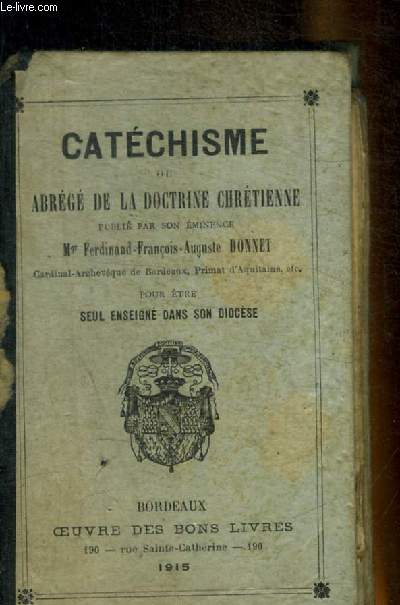 Le-livre.com
CATÉCHISME
OU
ABRÉGÉ DE LA DOCTRINE CHRÉTIENNE
PUBLIÉ PAR SON ÉMINENCE
Mgr Ferdinand-François-Auguste DONNET
Cardinal-Archevêque de Bordeaux, Primat d'Aquitaine, etc.
POUR ÊTRE
SEUL ENSEIGNÉ DANS SON DIOCÈSE
BORDEAUX
ŒUVRE DES BONS LIVRES
190 — rue Sainte-Catherine — 190
1915